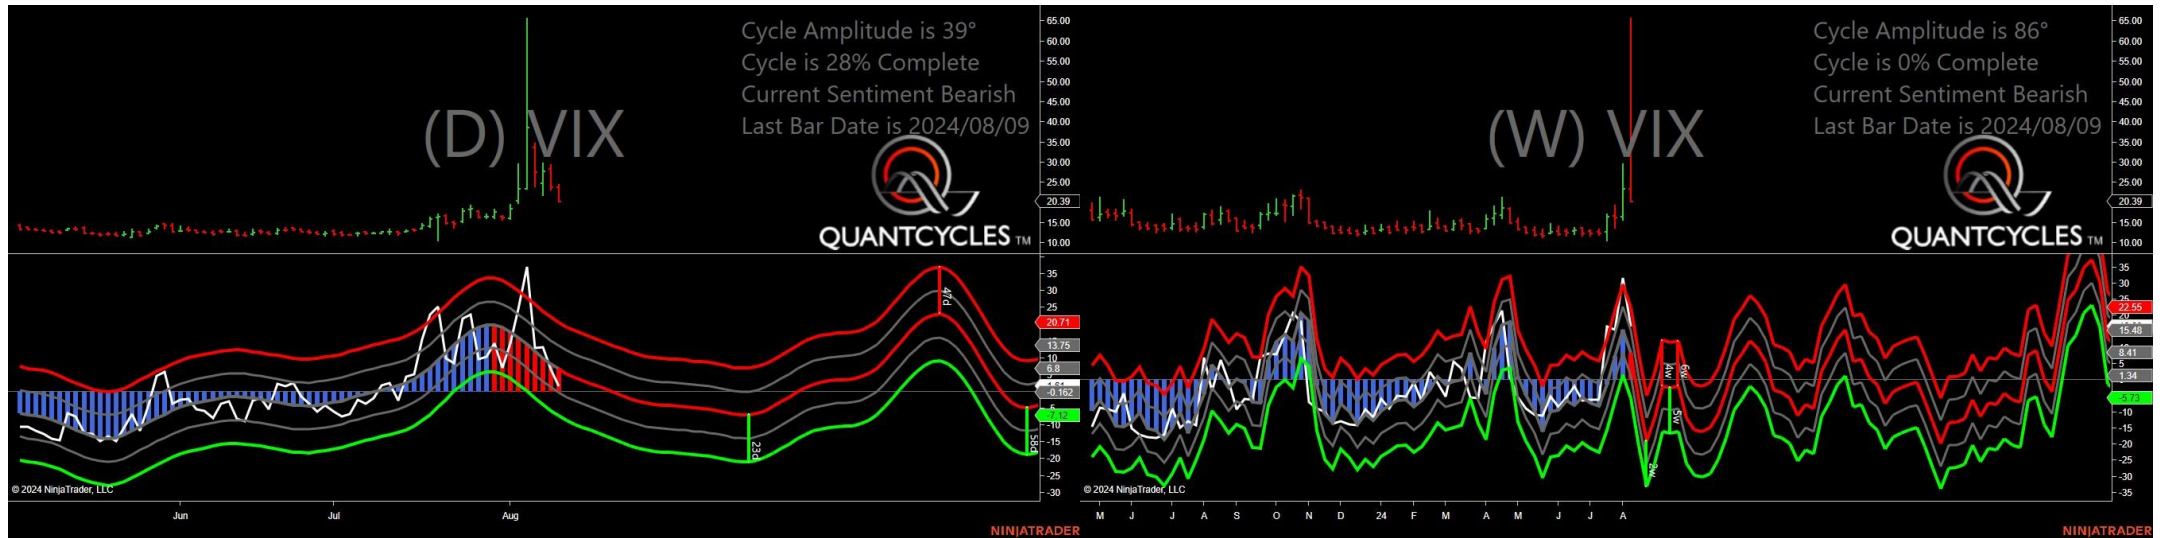 Cycle Amplitude is 39°
Cycle is 28% Complete
Current Sentiment Bearish
Last Bar Date is 2024/08/09
(D) VIX
QUANTCYCLES TM
65.00
60.00
55.00
50.00
45.00
40.00
35.00
30.00
25.00
20.39
15.00
10.00
35
30
25
20.71
13.75
10
6.8
-0.162
-7.12
-10
-15
-20
-25
-30
47d
23d
58d
© 2024 NinjaTrader, LLC
Jun Jul Aug
NINJATRADER
Cycle Amplitude is 86°
Cycle is 0% Complete
Current Sentiment Bearish
Last Bar Date is 2024/08/09
(W) VIX
QUANTCYCLES TM
65.00
60.00
55.00
50.00
45.00
40.00
35.00
30.00
25.00
20.39
15.00
10.00
35
30
22.55
15.48
8.41
1.34
-5.73
-10
-15
-20
-25
-30
-35
4w
6w
5w
2w
© 2024 NinjaTrader, LLC
M J J A S O N D 24 F M A M J J A
NINJATRADER